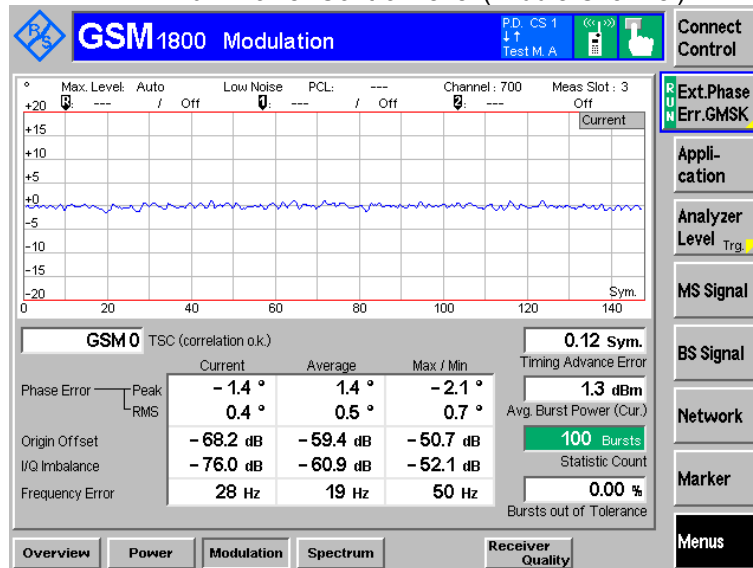 R&S GSM 1800 Modulation P.D. CS 1
Test M. A
Connect Control
° Max. Level: Auto Low Noise PCL: --- Channel : 700 Meas Slot : 3
R: --- / Off 1: --- / Off 2: --- Off
+20
Current
+15
+10
+5
+0
-5
-10
-15
-20
Sym.
0 20 40 60 80 100 120 140
RUN Ext.Phase Err.GMSK
Appli- cation
Analyzer Level Trg.
MS Signal
BS Signal
Network
Marker
Menus
GSM 0 TSC (correlation o.k.) 0.12 Sym.
Timing Advance Error
Current Average Max / Min
Phase Error Peak – 1.4 ° 1.4 ° – 2.1 ° 1.3 dBm
RMS 0.4 ° 0.5 ° 0.7 ° Avg. Burst Power (Cur.)
Origin Offset – 68.2 dB – 59.4 dB – 50.7 dB 100 Bursts
I/Q Imbalance – 76.0 dB – 60.9 dB – 52.1 dB Statistic Count
Frequency Error 28 Hz 19 Hz 50 Hz 0.00 %
Bursts out of Tolerance
Overview Power Modulation Spectrum Receiver Quality